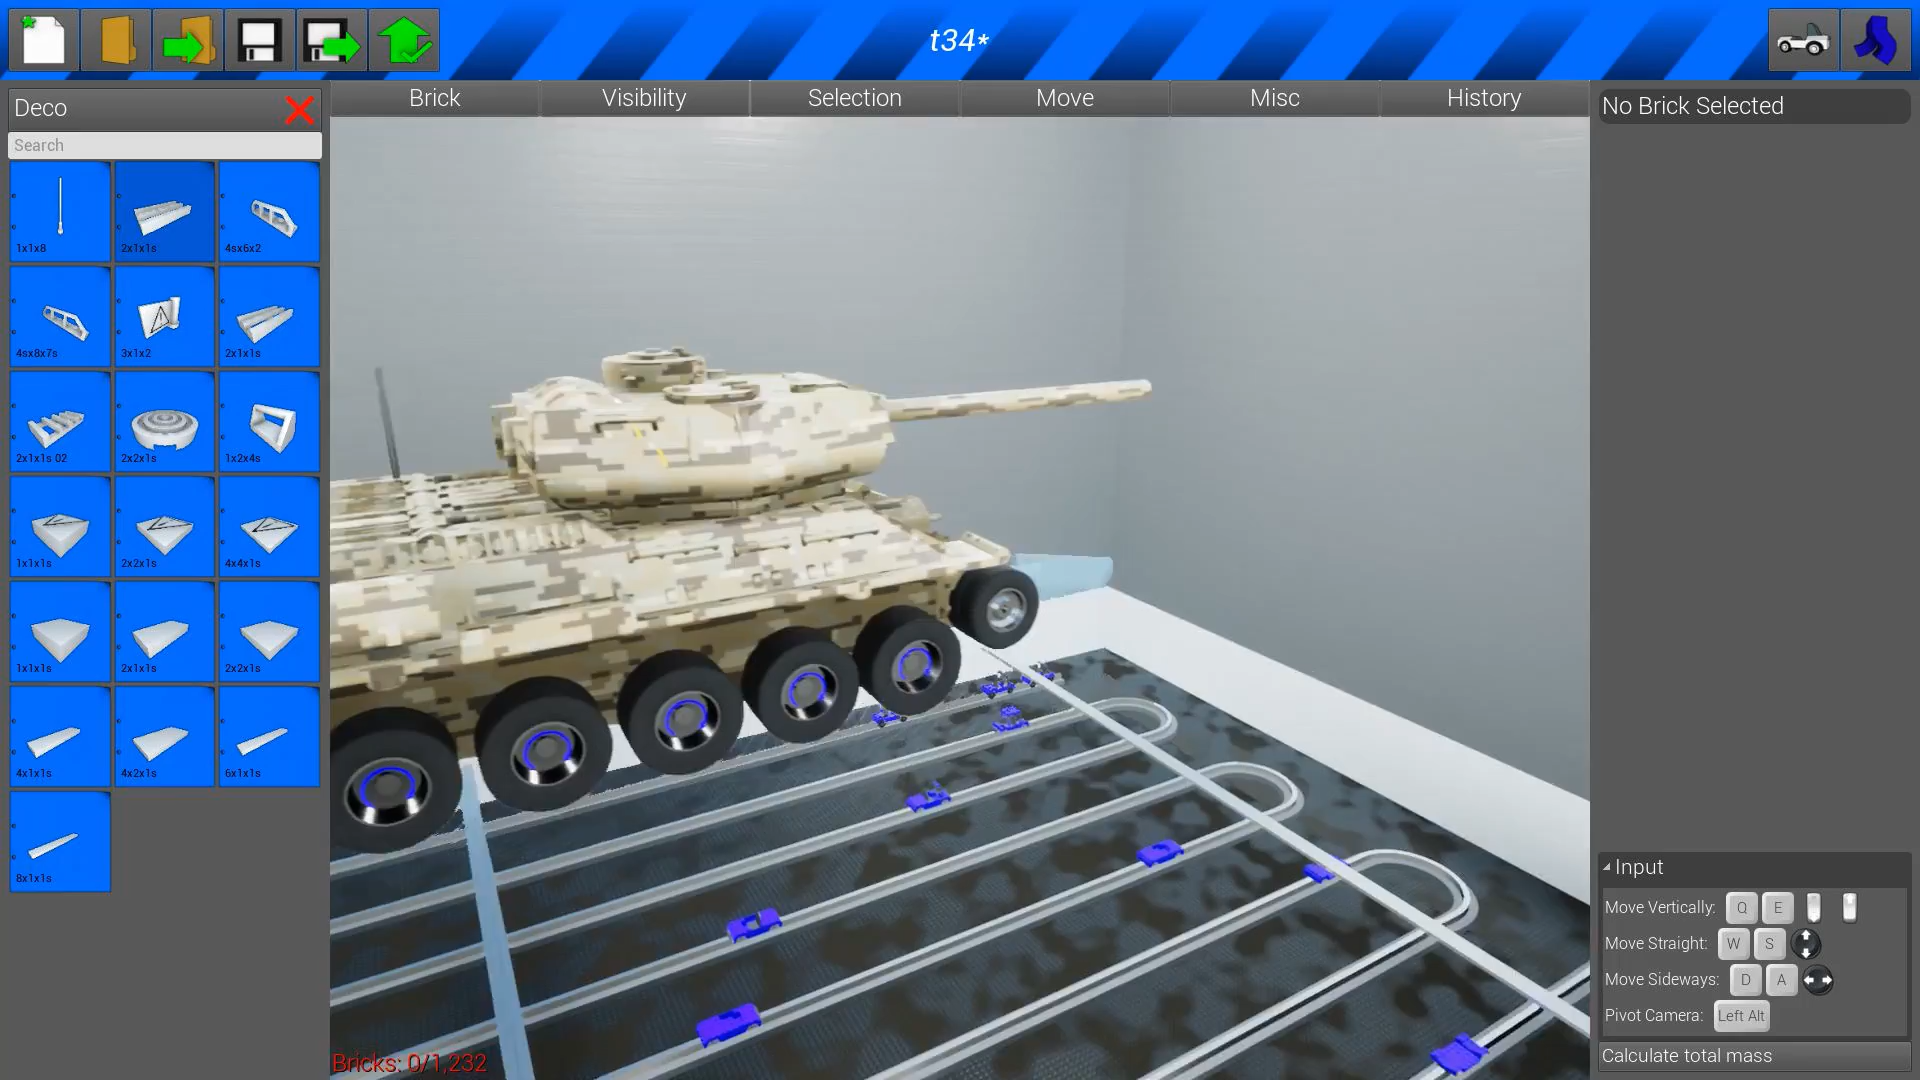 t34*
Brick
Visibility
Selection
Move
Misc
History
Deco
Search
1x1x8
2x1x1s
4sx6x2
4sx8x7s
3x1x2
2x1x1s
2x1x1s 02
2x2x1s
1x2x4s
1x1x1s
2x2x1s
4x4x1s
1x1x1s
2x1x1s
2x2x1s
4x1x1s
4x2x1s
6x1x1s
8x1x1s
Bricks: 0/1,232
No Brick Selected
Input
Move Vertically: Q E
Move Straight: W S
Move Sideways: D A
Pivot Camera: Left Alt
Calculate total mass